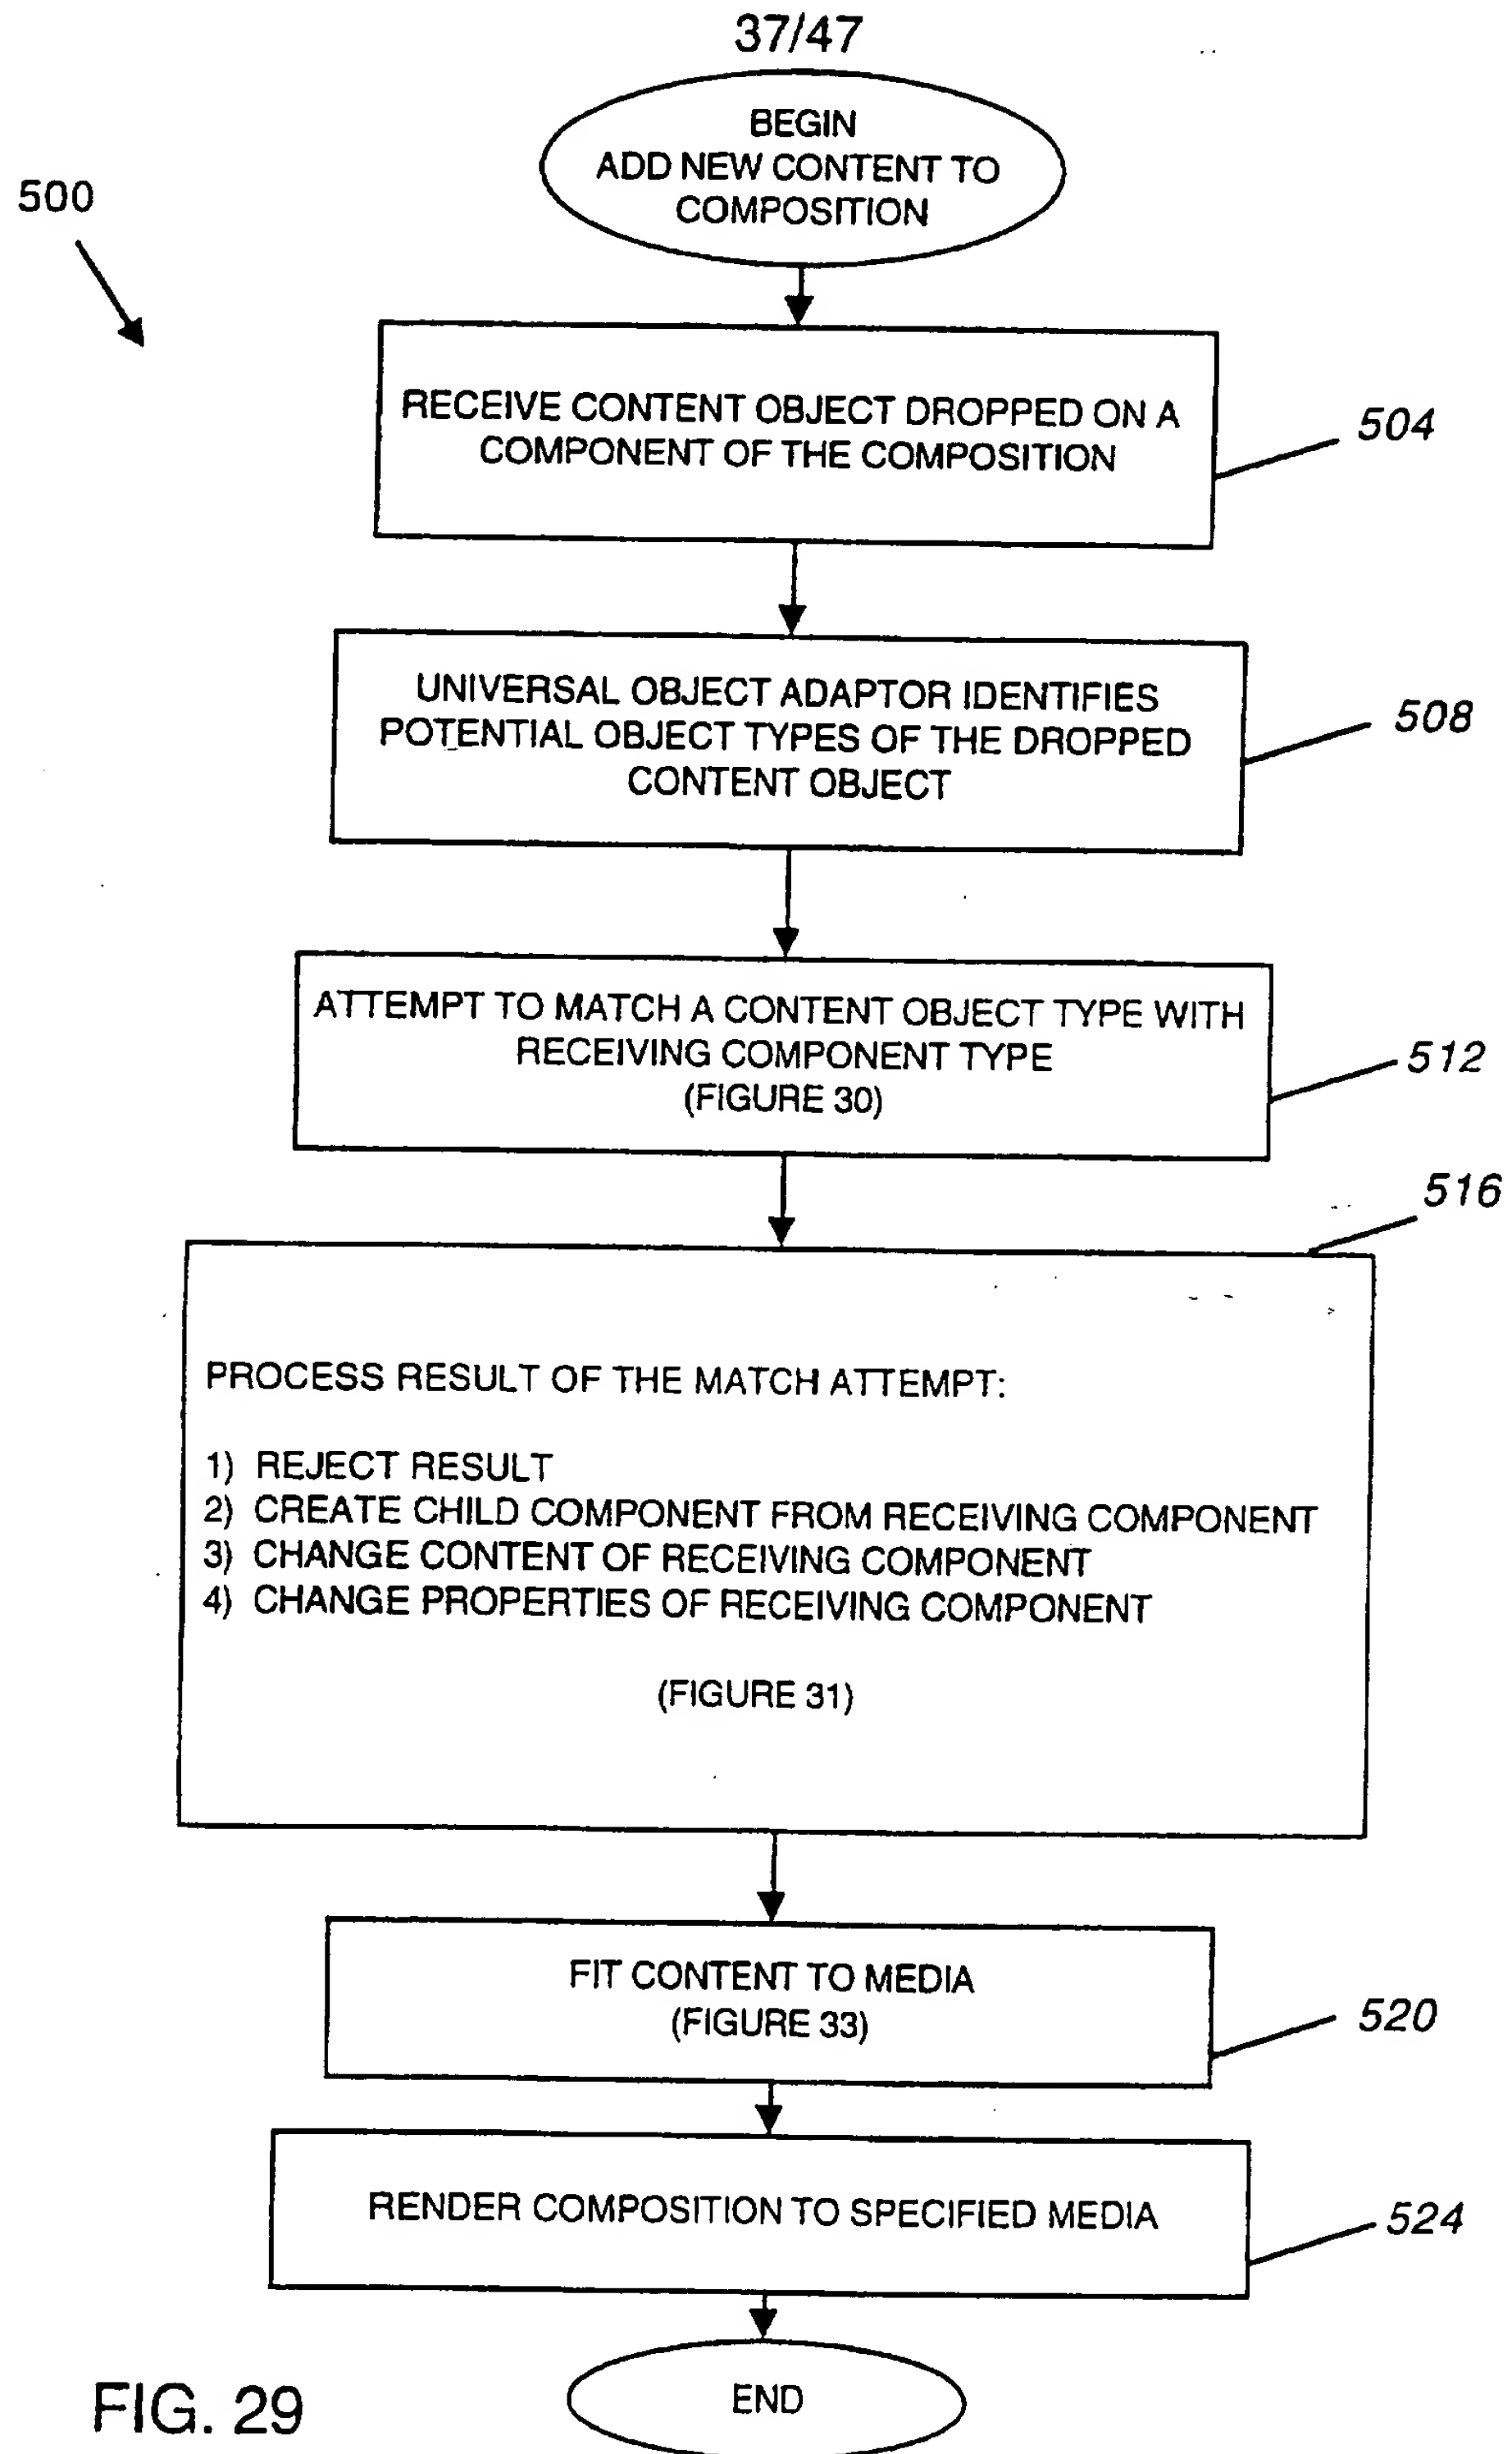 37/47
BEGIN
ADD NEW CONTENT TO
COMPOSITION
500
RECEIVE CONTENT OBJECT DROPPED ON A
COMPONENT OF THE COMPOSITION
504
UNIVERSAL OBJECT ADAPTOR IDENTIFIES
POTENTIAL OBJECT TYPES OF THE DROPPED
CONTENT OBJECT
508
ATTEMPT TO MATCH A CONTENT OBJECT TYPE WITH
RECEIVING COMPONENT TYPE
(FIGURE 30)
512
516
PROCESS RESULT OF THE MATCH ATTEMPT:
1) REJECT RESULT
2) CREATE CHILD COMPONENT FROM RECEIVING COMPONENT
3) CHANGE CONTENT OF RECEIVING COMPONENT
4) CHANGE PROPERTIES OF RECEIVING COMPONENT
(FIGURE 31)
FIT CONTENT TO MEDIA
(FIGURE 33)
520
RENDER COMPOSITION TO SPECIFIED MEDIA
524
END
FIG. 29